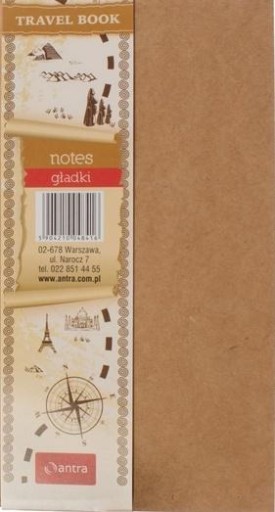 TRAVEL BOOK
notes
gładki
5904210048416
02-678 Warszawa,
ul. Narocz 7
tel. 022 851 44 55
www.antra.com.pl
N
E
S
W
antra